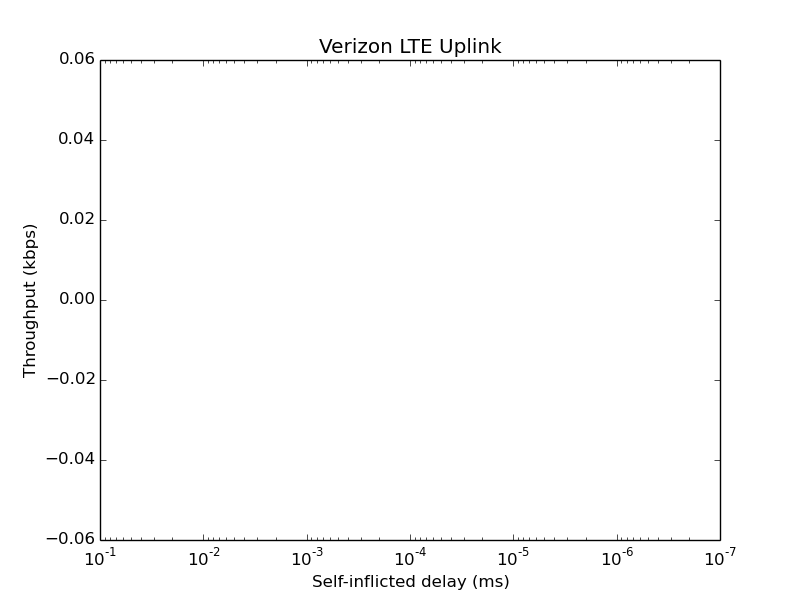 Verizon LTE Uplink
0.06
0.04
0.02
0.00
−0.02
−0.04
−0.06
Throughput (kbps)
10^-1 10^-2 10^-3 10^-4 10^-5 10^-6 10^-7
Self-inflicted delay (ms)